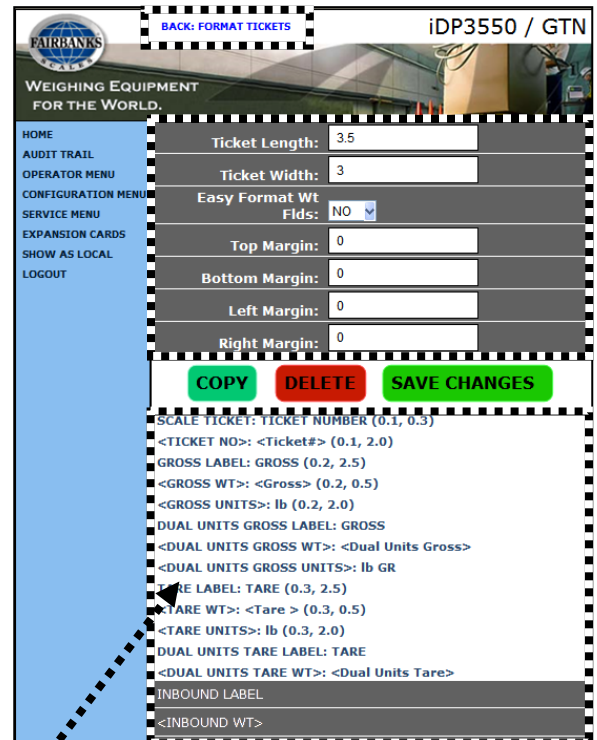 BACK: FORMAT TICKETS
iDP3550 / GTN
FAIRBANKS
SCALES
WEIGHING EQUIPMENT
FOR THE WORLD.
HOME
AUDIT TRAIL
OPERATOR MENU
CONFIGURATION MENU
SERVICE MENU
EXPANSION CARDS
SHOW AS LOCAL
LOGOUT
Ticket Length: 3.5
Ticket Width: 3
Easy Format Wt
Flds: NO
Top Margin: 0
Bottom Margin: 0
Left Margin: 0
Right Margin: 0
COPY DELETE SAVE CHANGES
SCALE TICKET: TICKET NUMBER (0.1, 0.3)
<TICKET NO>: <Ticket#> (0.1, 2.0)
GROSS LABEL: GROSS (0.2, 2.5)
<GROSS WT>: <Gross> (0.2, 0.5)
<GROSS UNITS>: lb (0.2, 2.0)
DUAL UNITS GROSS LABEL: GROSS
<DUAL UNITS GROSS WT>: <Dual Units Gross>
<DUAL UNITS GROSS UNITS>: lb GR
TARE LABEL: TARE (0.3, 2.5)
<TARE WT>: <Tare > (0.3, 0.5)
<TARE UNITS>: lb (0.3, 2.0)
DUAL UNITS TARE LABEL: TARE
<DUAL UNITS TARE WT>: <Dual Units Tare>
INBOUND LABEL
<INBOUND WT>